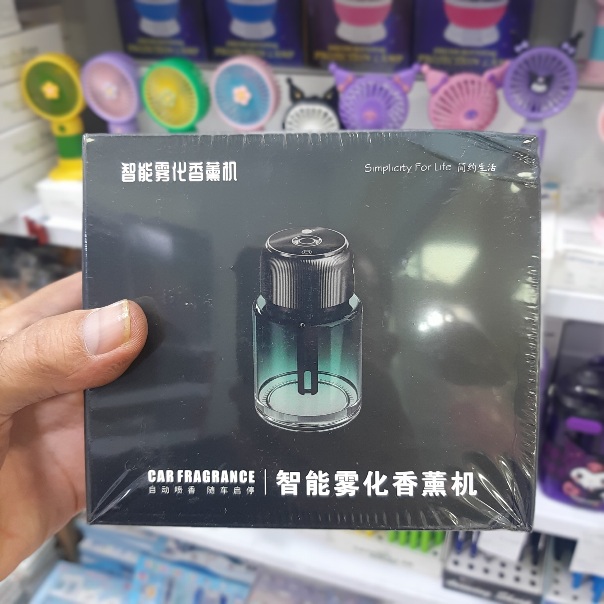 智能雾化香薰机
Simplicity For Life 简约生活
CAR FRAGRANCE
自动喷香 随车启停
智能雾化香薰机